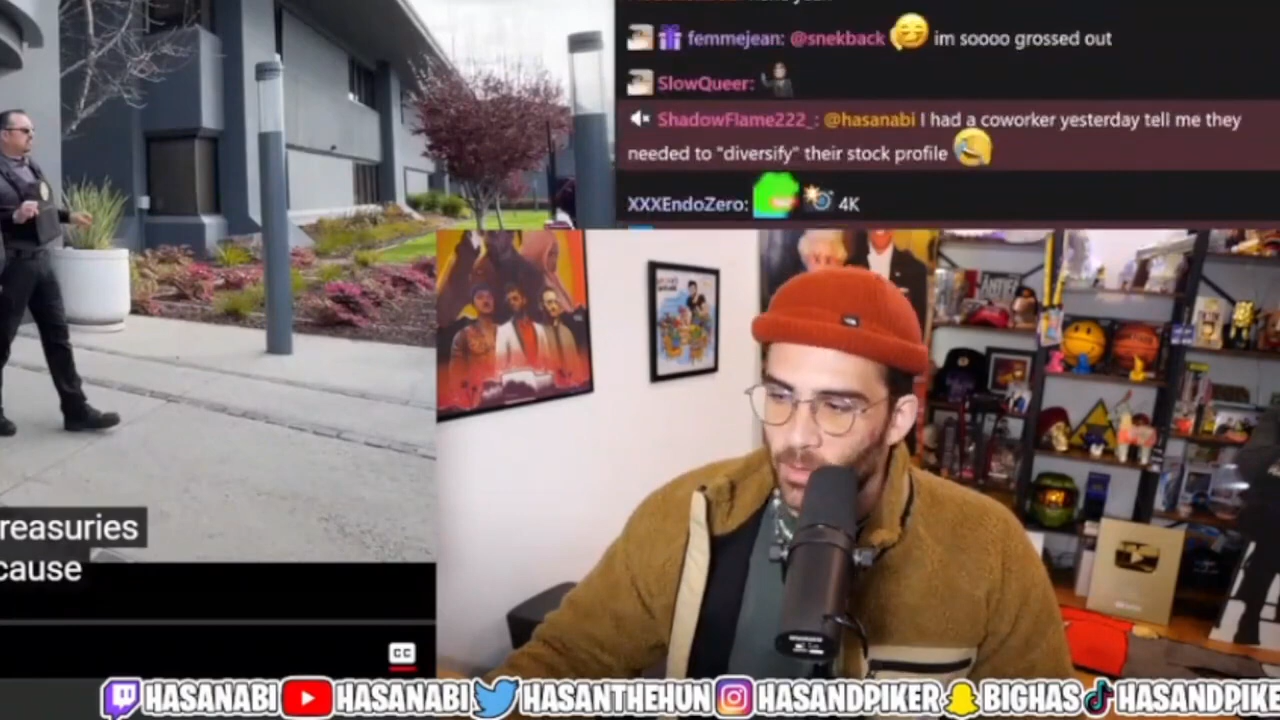 femmejean: @snekback im soooo grossed out
SlowQueer:
ShadowFlame222_: @hasanabi I had a coworker yesterday tell me they
needed to "diversify" their stock profile
XXXEndoZero: 4K
reasuries
cause
CC
HASANABI HASANABI HASANTHEHUN HASANDPIKER BIGHAS HASANDPIKE